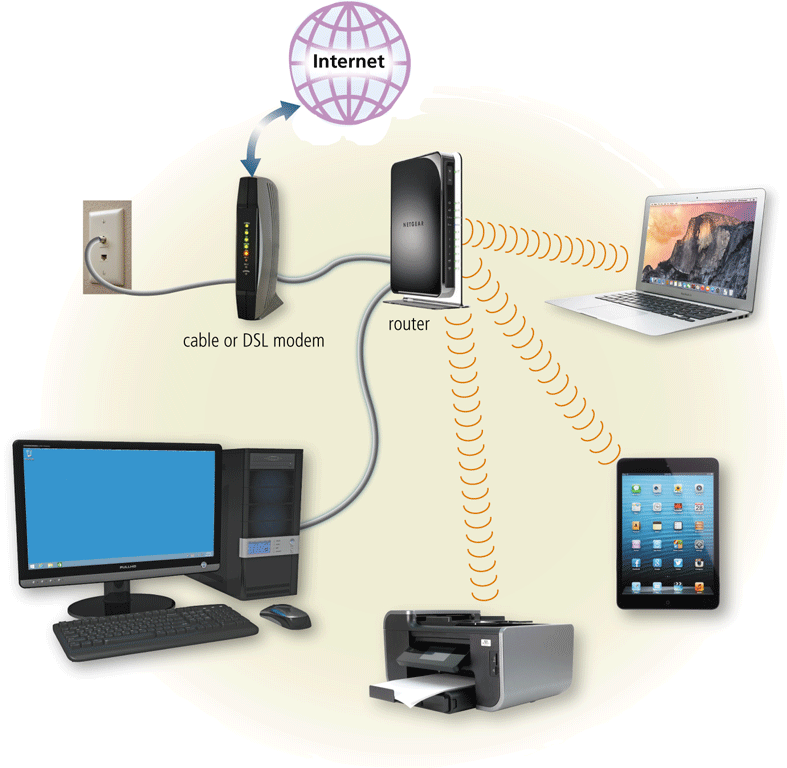 Internet
NETGEAR
cable or DSL modem
router